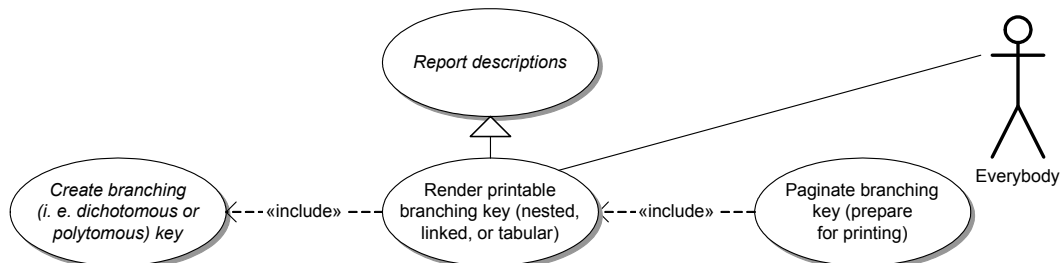 Report descriptions
Everybody
Create branching
(i. e. dichotomous or
polytomous) key
«include»
Render printable
branching key (nested,
linked, or tabular)
«include»
Paginate branching
key (prepare
for printing)